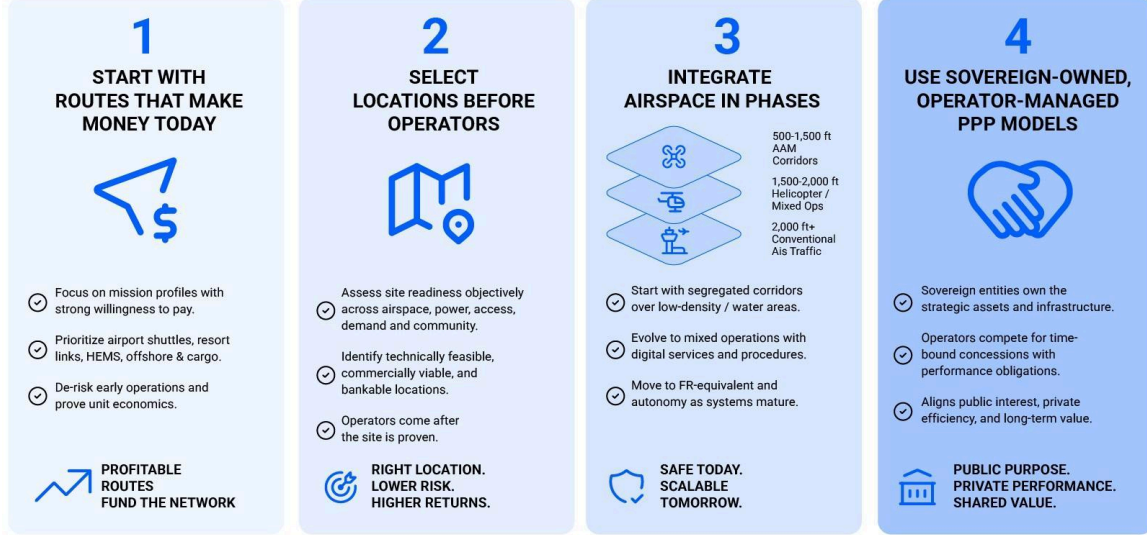 1
START WITH
ROUTES THAT MAKE
MONEY TODAY
$
Focus on mission profiles with
strong willingness to pay.
Prioritize airport shuttles, resort
links, HEMS, offshore & cargo.
De-risk early operations and
prove unit economics.
PROFITABLE
ROUTES
FUND THE NETWORK
2
SELECT
LOCATIONS BEFORE
OPERATORS
Assess site readiness objectively
across airspace, power, access,
demand and community.
Identify technically feasible,
commercially viable, and
bankable locations.
Operators come after
the site is proven.
RIGHT LOCATION.
LOWER RISK.
HIGHER RETURNS.
3
INTEGRATE
AIRSPACE IN PHASES
500-1,500 ft
AAM
Corridors
1,500-2,000 ft
Helicopter /
Mixed Ops
2,000 ft+
Conventional
Ais Traffic
Start with segregated corridors
over low-density / water areas.
Evolve to mixed operations with
digital services and procedures.
Move to FR-equivalent and
autonomy as systems mature.
SAFE TODAY.
SCALABLE
TOMORROW.
4
USE SOVEREIGN-OWNED,
OPERATOR-MANAGED
PPP MODELS
Sovereign entities own the
strategic assets and infrastructure.
Operators compete for time-
bound concessions with
performance obligations.
Aligns public interest, private
efficiency, and long-term value.
PUBLIC PURPOSE.
PRIVATE PERFORMANCE.
SHARED VALUE.